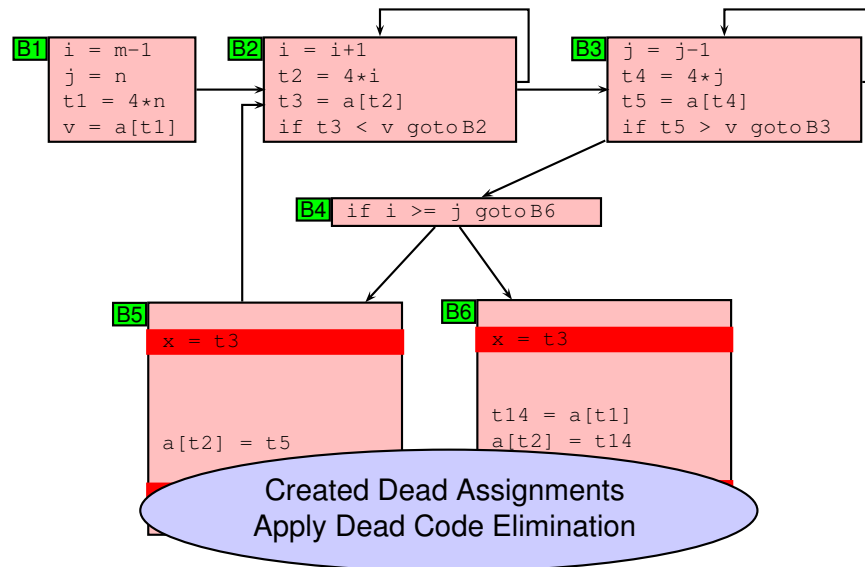 B1
i = m-1
j = n
t1 = 4*n
v = a[t1]
B2
i = i+1
t2 = 4*i
t3 = a[t2]
if t3 < v goto B2
B3
j = j-1
t4 = 4*j
t5 = a[t4]
if t5 > v goto B3
B4
if i >= j goto B6
B5
x = t3
a[t2] = t5
B6
x = t3
t14 = a[t1]
a[t2] = t14
Created Dead Assignments
Apply Dead Code Elimination